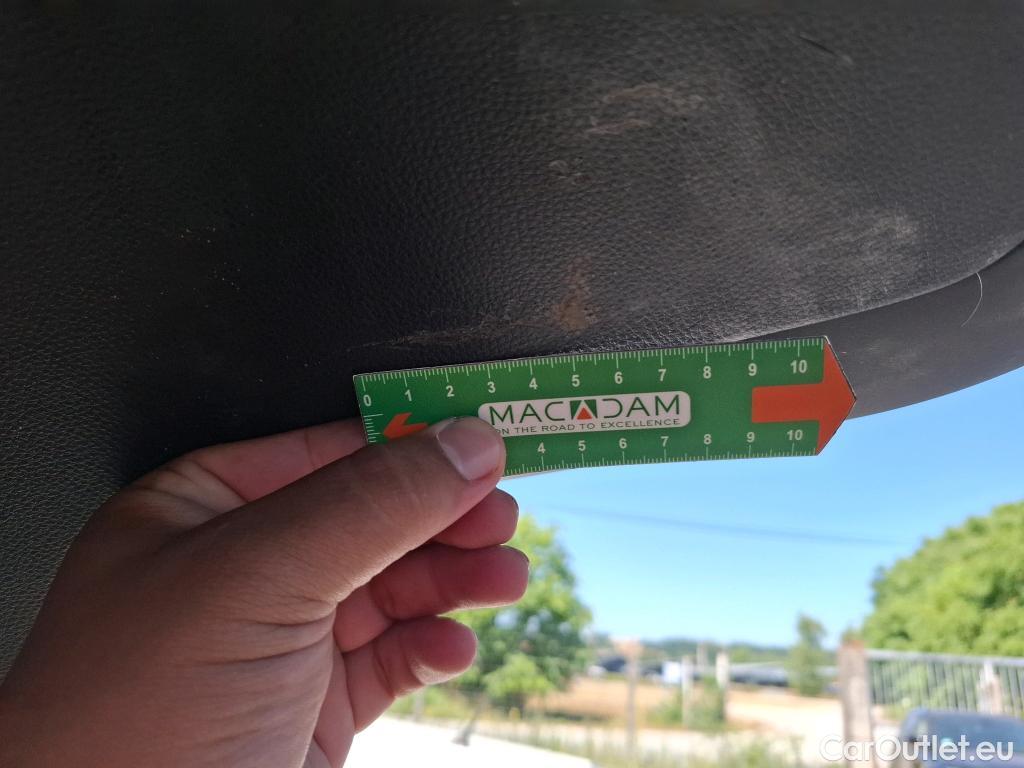 0 1 2 3 4 5 6 7 8 9 10
MACADAM
ON THE ROAD TO EXCELLENCE
4 5 6 7 8 9 10
CarOutlet.eu